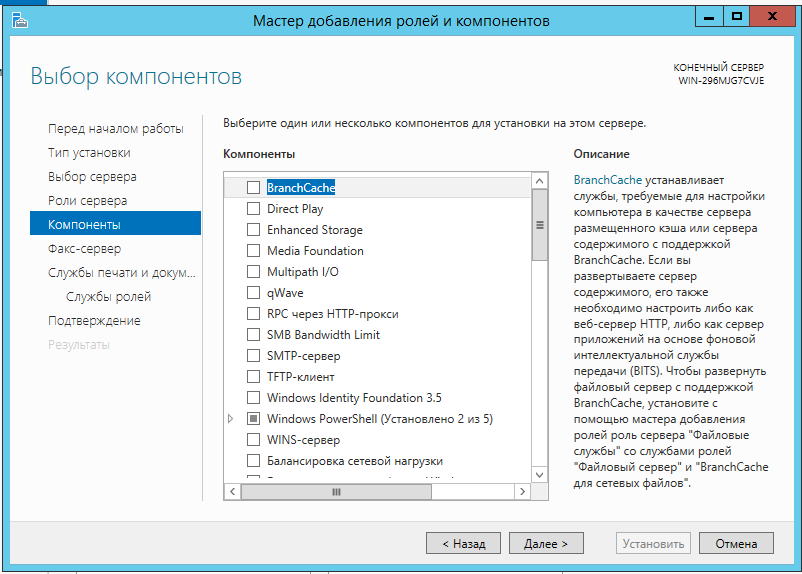 Мастер добавления ролей и компонентов
Выбор компонентов
КОНЕЧНЫЙ СЕРВЕР
WIN-296MJG7CVJE
Перед началом работы
Тип установки
Выбор сервера
Роли сервера
Компоненты
Факс-сервер
Службы печати и докум...
Службы ролей
Подтверждение
Результаты
Выберите один или несколько компонентов для установки на этом сервере.
Компоненты
BranchCache
Direct Play
Enhanced Storage
Media Foundation
Multipath I/O
qWave
RPC через HTTP-прокси
SMB Bandwidth Limit
SMTP-сервер
TFTP-клиент
Windows Identity Foundation 3.5
Windows PowerShell (Установлено 2 из 5)
WINS-сервер
Балансировка сетевой нагрузки
Описание
BranchCache устанавливает
службы, требуемые для настройки
компьютера в качестве сервера
размещенного кэша или сервера
содержимого с поддержкой
BranchCache. Если вы
развертываете сервер
содержимого, его также
необходимо настроить либо как
веб-сервер HTTP, либо как сервер
приложений на основе фоновой
интеллектуальной службы
передачи (BITS). Чтобы развернуть
файловый сервер с поддержкой
BranchCache, установите с
помощью мастера добавления
ролей роль сервера "Файловые
службы" со службами ролей
"Файловый сервер" и "BranchCache
для сетевых файлов".
< Назад
Далее >
Установить
Отмена